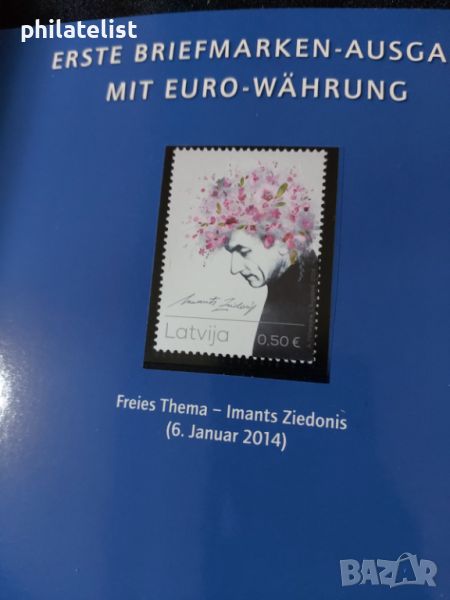 philatelist
ERSTE BRIEFMARKEN-AUSGA
MIT EURO-WÄHRUNG
Imants Ziedonis
Latvija
0,50 €
Freies Thema – Imants Ziedonis
(6. Januar 2014)
BAZAR